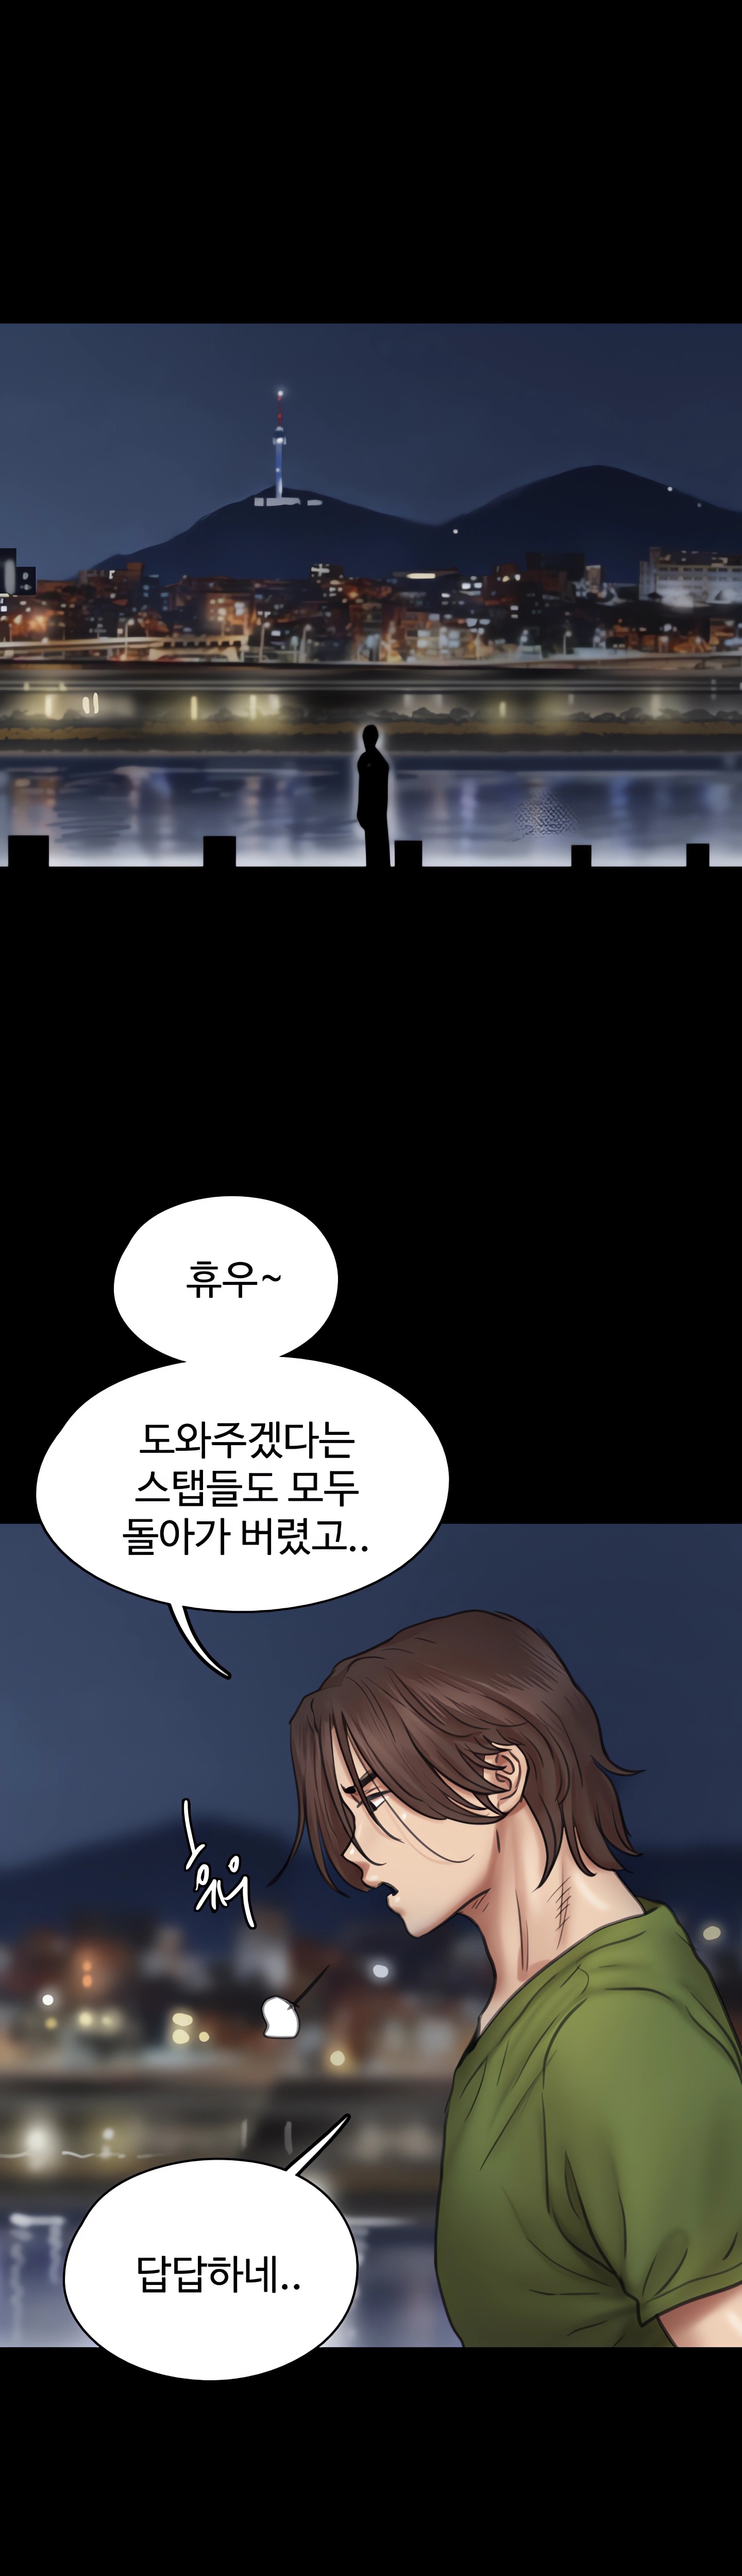 휴우~
도와주겠다는
스탭들도 모두
돌아가 버렸고..
휴우
답답하네..